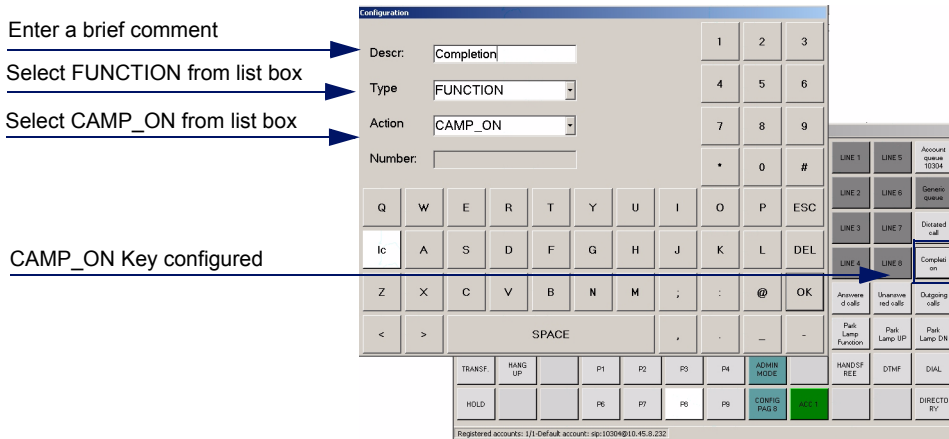 Enter a brief comment
Select FUNCTION from list box
Select CAMP_ON from list box
CAMP_ON Key configured
Configuration
Descr: Completion
Type FUNCTION
Action CAMP_ON
Number:
1 2 3
4 5 6
7 8 9
* 0 #
Q W E R T Y U I O P ESC
lc A S D F G H J K L DEL
Z X C V B N M ; : @ OK
< > SPACE , . _ -
LINE 1 LINE 5 Account
queue
10304
LINE 2 LINE 6 Generic
queue
LINE 3 LINE 7 Dictated
call
LINE 4 LINE 8 Completi
on
Answere
d calls
Unanswe
red calls
Outgoing
calls
Park
Lamp
Function
Park
Lamp UP
Park
Lamp DN
TRANSF.
HANG
UP
P1 P2 P3 P4
ADMIN
MODE
HANDSF
REE
DTMF DIAL
HOLD P6 P7 P8 P9
CONFIG
PAG 8
ACC 1
DIRECTO
RY
Registered accounts: 1/1-Default account: sip:10304@10.45.8.232